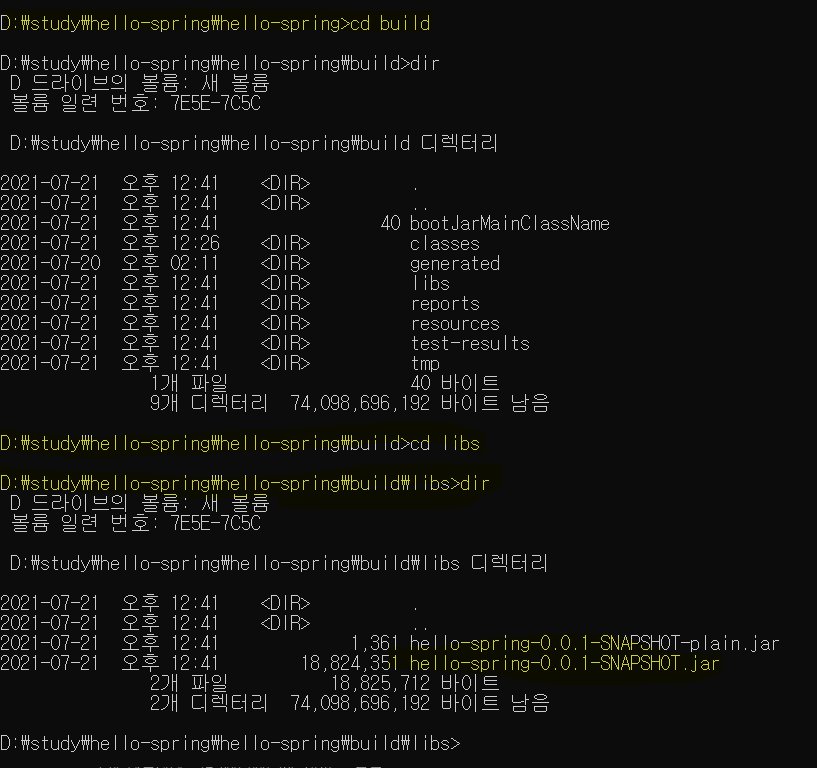 D:₩study₩hello-spring₩hello-spring>cd build
D:₩study₩hello-spring₩hello-spring₩build>dir
D 드라이브의 볼륨: 새 볼륨
볼륨 일련 번호: 7E5E-7C5C
D:₩study₩hello-spring₩hello-spring₩build 디렉터리
2021-07-21 오후 12:41 <DIR> .
2021-07-21 오후 12:41 <DIR> ..
2021-07-21 오후 12:41 40 bootJarMainClassName
2021-07-21 오후 12:26 <DIR> classes
2021-07-20 오후 02:11 <DIR> generated
2021-07-21 오후 12:41 <DIR> libs
2021-07-21 오후 12:41 <DIR> reports
2021-07-21 오후 12:41 <DIR> resources
2021-07-21 오후 12:41 <DIR> test-results
2021-07-21 오후 12:41 <DIR> tmp
1개 파일 40 바이트
9개 디렉터리 74,098,696,192 바이트 남음
D:₩study₩hello-spring₩hello-spring₩build>cd libs
D:₩study₩hello-spring₩hello-spring₩build₩libs>dir
D 드라이브의 볼륨: 새 볼륨
볼륨 일련 번호: 7E5E-7C5C
D:₩study₩hello-spring₩hello-spring₩build₩libs 디렉터리
2021-07-21 오후 12:41 <DIR> .
2021-07-21 오후 12:41 <DIR> ..
2021-07-21 오후 12:41 1,361 hello-spring-0.0.1-SNAPSHOT-plain.jar
2021-07-21 오후 12:41 18,824,351 hello-spring-0.0.1-SNAPSHOT.jar
2개 파일 18,825,712 바이트
2개 디렉터리 74,098,696,192 바이트 남음
D:₩study₩hello-spring₩hello-spring₩build₩libs>